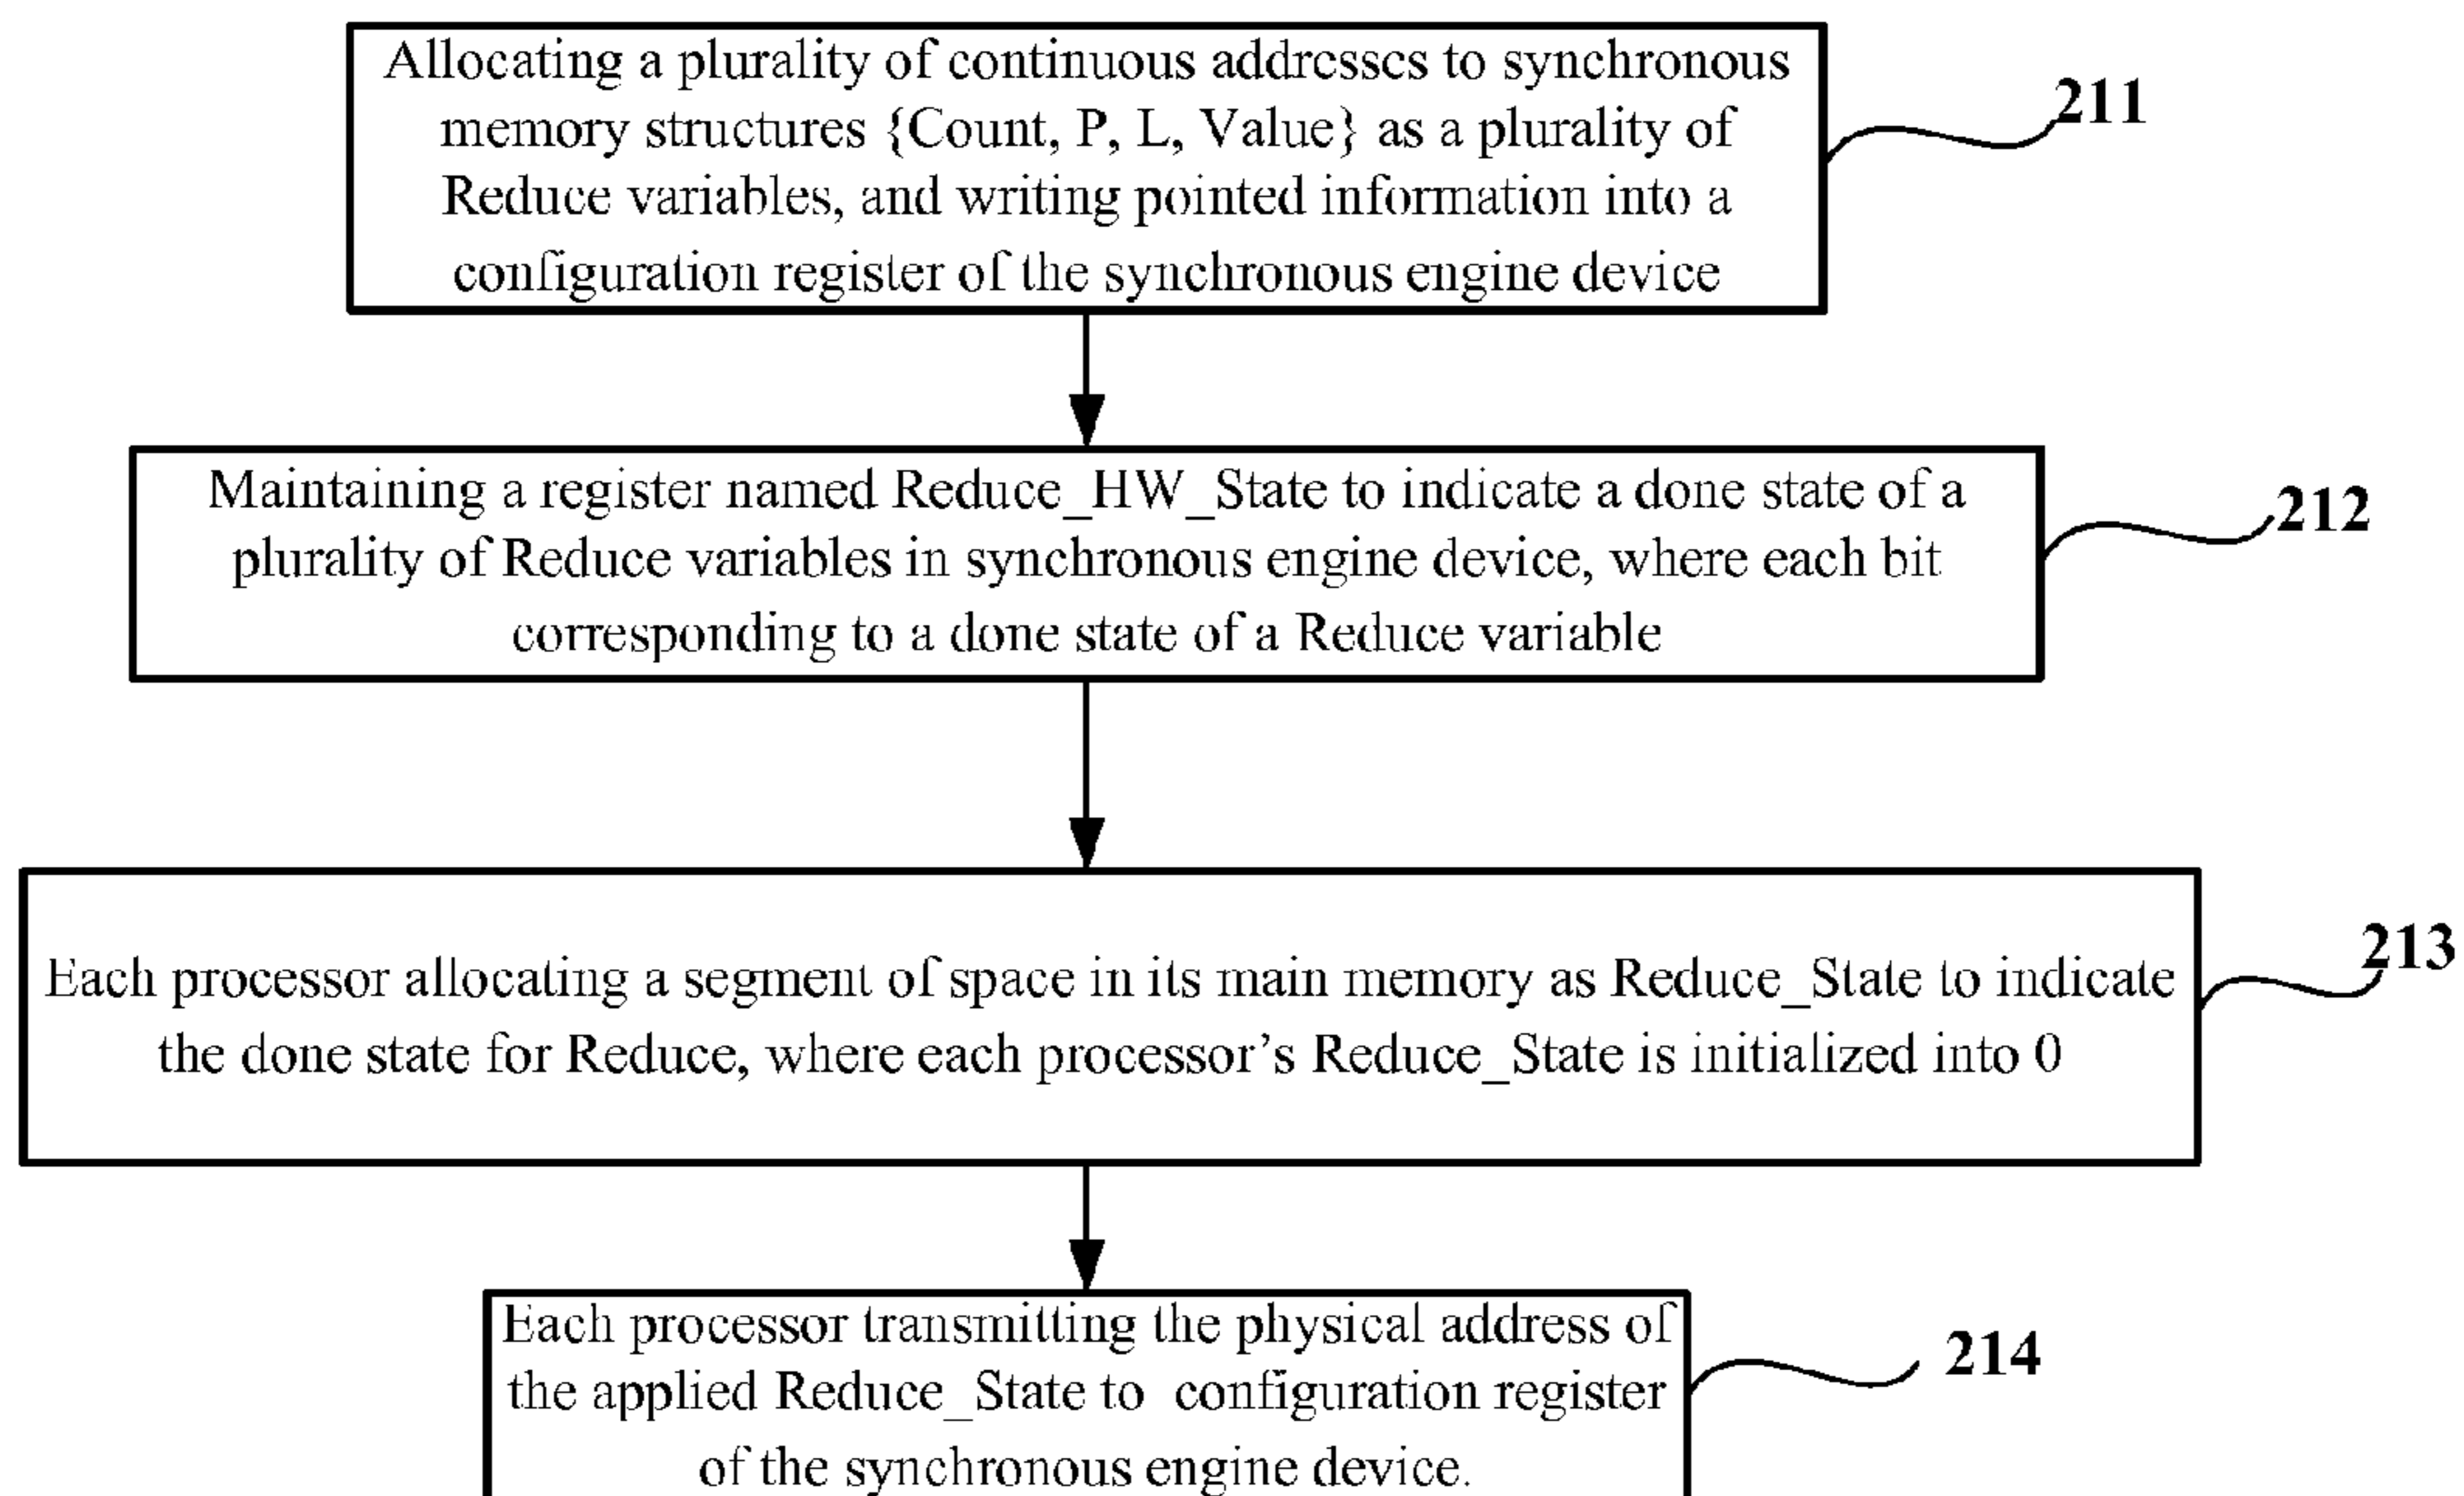 Allocating a plurality of continuous addresses to synchronous
memory structures {Count, P, L, Value} as a plurality of
Reduce variables, and writing pointed information into a
configuration register of the synchronous engine device
211
Maintaining a register named Reduce_HW_State to indicate a done state of a
plurality of Reduce variables in synchronous engine device, where each bit
corresponding to a done state of a Reduce variable
212
Each processor allocating a segment of space in its main memory as Reduce_State to indicate
the done state for Reduce, where each processor’s Reduce_State is initialized into 0
213
Each processor transmitting the physical address of
the applied Reduce_State to configuration register
of the synchronous engine device.
214